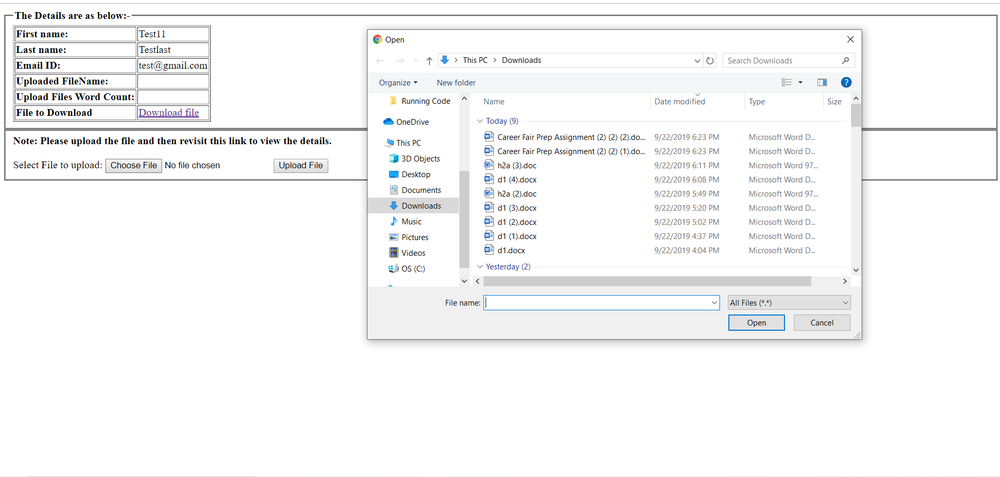 The Details are as below:-
First name: Test11
Last name: Testlast
Email ID: test@gmail.com
Uploaded FileName:
Upload Files Word Count:
File to Download Download file
Note: Please upload the file and then revisit this link to view the details.
Select File to upload: Choose File No file chosen Upload File
Open
This PC > Downloads
Search Downloads
Organize New folder
?
Running Code
OneDrive
This PC
3D Objects
Desktop
Documents
Downloads
Music
Pictures
Videos
OS (C:)
Name Date modified Type Size
Today (9)
Career Fair Prep Assignment (2) (2) (2).do... 9/22/2019 6:23 PM Microsoft Word D...
Career Fair Prep Assignment (2) (2) (1).do... 9/22/2019 6:23 PM Microsoft Word D...
h2a (3).doc 9/22/2019 6:11 PM Microsoft Word 97...
d1 (4).docx 9/22/2019 6:08 PM Microsoft Word D...
h2a (2).doc 9/22/2019 5:49 PM Microsoft Word 97...
d1 (3).docx 9/22/2019 5:20 PM Microsoft Word D...
d1 (2).docx 9/22/2019 5:02 PM Microsoft Word D...
d1 (1).docx 9/22/2019 4:37 PM Microsoft Word D...
d1.docx 9/22/2019 4:04 PM Microsoft Word D...
Yesterday (2)
File name: All Files (*.*)
Open Cancel